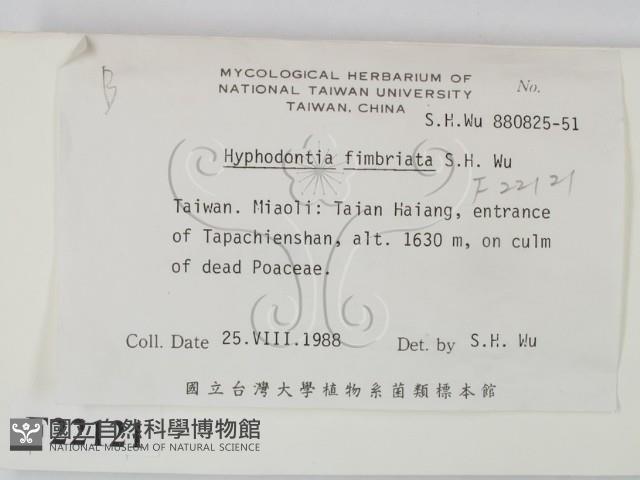 B
MYCOLOGICAL HERBARIUM OF
NATIONAL TAIWAN UNIVERSITY
TAIWAN, CHINA
No.
S.H.Wu 880825-51
Hyphodontia fimbriata S.H. Wu
F22121
Taiwan. Miaoli: Taian Haiang, entrance
of Tapachienshan, alt. 1630 m, on culm
of dead Poaceae.
Coll. Date 25.VIII.1988 Det. by S.H. Wu
國立台灣大學植物系菌類標本館
F22121
國立自然科學博物館
NATIONAL MUSEUM OF NATURAL SCIENCE